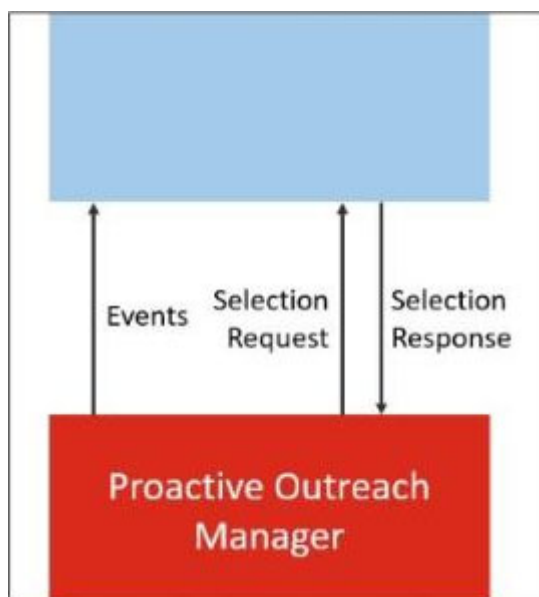 Events
Selection
Request
Selection
Response
Proactive Outreach
Manager